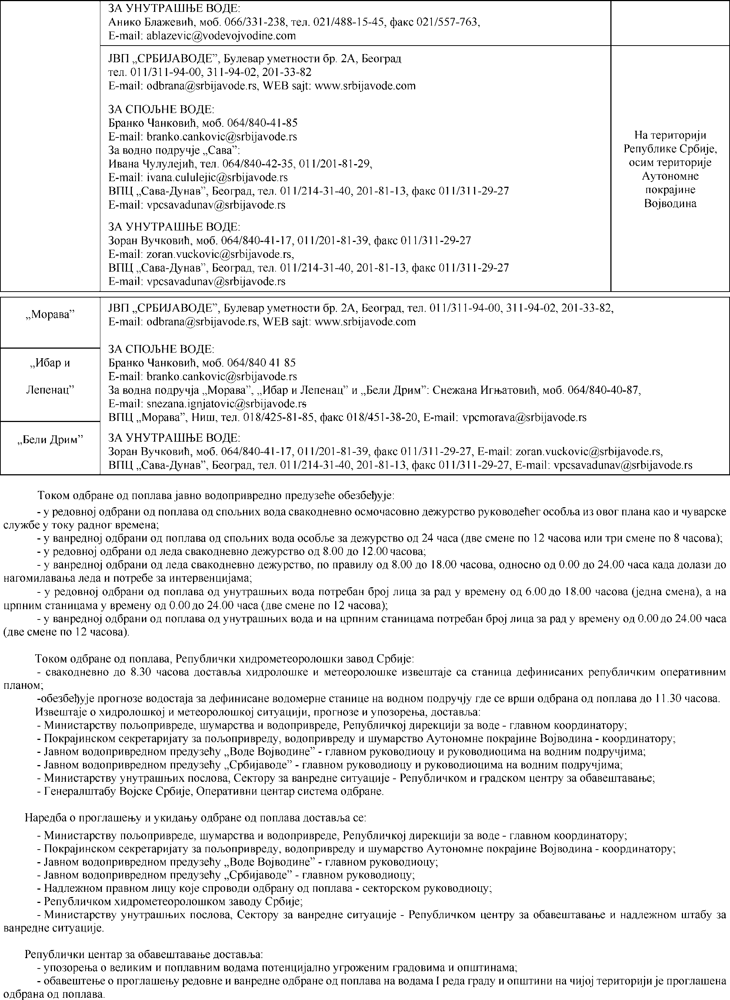 ЗА УНУТРАШЊЕ ВОДЕ:
Анико Блажевић, моб. 066/331-238, тел. 021/488-15-45, факс 021/557-763,
E-mail: ablazevic@vodevojvodine.com
ЈВП „СРБИЈАВОДЕ”, Булевар уметности бр. 2А, Београд
тел. 011/311-94-00, 311-94-02, 201-33-82
E-mail: odbrana@srbijavode.rs, WEB sajt: www.srbijavode.com
ЗА СПОЉНЕ ВОДЕ:
Бранко Чанковић, моб. 064/840-41-85
E-mail: branko.cankovic@srbijavode.rs
За водно подручје „Сава”:
Ивана Чулулејић, тел. 064/840-42-35, 011/201-81-29,
E-mail: ivana.cululejic@srbijavode.rs
ВПЦ „Сава-Дунав”, Београд, тел. 011/214-31-40, 201-81-13, факс 011/311-29-27
E-mail: vpcsavadunav@srbijavode.rs
ЗА УНУТРАШЊЕ ВОДЕ:
Зоран Вучковић, моб. 064/840-41-17, 011/201-81-39, факс 011/311-29-27
E-mail: zoran.vuckovic@srbijavode.rs,
ВПЦ „Сава-Дунав”, Београд, тел. 011/214-31-40, 201-81-13, факс 011/311-29-27
E-mail: vpcsavadunav@srbijavode.rs
На територији
Републике Србије,
осим територије
Аутономне
покрајине
Војводина
„Морава”
„Ибар и
Лепенац”
„Бели Дрим”
ЈВП „СРБИЈАВОДЕ”, Булевар уметности бр. 2А, Београд, тел. 011/311-94-00, 311-94-02, 201-33-82,
E-mail: odbrana@srbijavode.rs, WEB sajt: www.srbijavode.com
ЗА СПОЉНЕ ВОДЕ:
Бранко Чанковић, моб. 064/840 41 85
E-mail: branko.cankovic@srbijavode.rs
За водна подручја „Морава”, „Ибар и Лепенац” и „Бели Дрим”: Снежана Игњатовић, моб. 064/840-40-87,
E-mail: snezana.ignjatovic@srbijavode.rs
ВПЦ „Морава”, Ниш, тел. 018/425-81-85, факс 018/451-38-20, E-mail: vpcmorava@srbijavode.rs
ЗА УНУТРАШЊЕ ВОДЕ:
Зоран Вучковић, моб. 064/840-41-17, 011/201-81-39, факс 011/311-29-27, E-mail: zoran.vuckovic@srbijavode.rs,
ВПЦ „Сава-Дунав”, Београд, тел. 011/214-31-40, 201-81-13, факс 011/311-29-27, E-mail: vpcsavadunav@srbijavode.rs
Током одбране од поплава јавно водопривредно предузеће обезбеђује:
- у редовној одбрани од поплава од спољних вода свакодневно осмочасовно дежурство руководећег особља из овог плана као и чуварске
службе у току радног времена;
- у ванредној одбрани од поплава од спољних вода особље за дежурство од 24 часа (две смене по 12 часова или три смене по 8 часова);
- у редовној одбрани од леда свакодневно дежурство од 8.00 до 12.00 часова;
- у ванредној одбрани од леда свакодневно дежурство, по правилу од 8.00 до 18.00 часова, односно од 0.00 до 24.00 часа када долази до
нагомилавања леда и потребе за интервенцијама;
- у редовној одбрани од поплава од унутрашњих вода потребан број лица за рад у времену од 6.00 до 18.00 часова (једна смена), а на
црпним станицама у времену од 0.00 до 24.00 часа (две смене по 12 часова);
- у ванредној одбрани од поплава од унутрашњих вода и на црпним станицама потребан број лица за рад у времену од 0.00 до 24.00 часа
(две смене по 12 часова).
Током одбране од поплава, Републички хидрометеоролошки завод Србије:
- свакодневно до 8.30 часова доставља хидролошке и метеоролошке извештаје са станица дефинисаних републичким оперативним
планом;
-обезбеђује прогнозе водостаја за дефинисане водомерне станице на водном подручју где се врши одбрана од поплава до 11.30 часова.
Извештаје о хидролошкој и метеоролошкој ситуацији, прогнозе и упозорења, доставља:
- Министарству пољопривреде, шумарства и водопривреде, Републичкој дирекцији за воде - главном координатору;
- Покрајинском секретаријату за пољопривреду, водопривреду и шумарство Аутономне покрајине Војводина - координатору;
- Јавном водопривредном предузећу „Воде Војводине” - главном руководиоцу и руководиоцима на водним подручјима;
- Јавном водопривредном предузећу „Србијаводе” - главном руководиоцу и руководиоцима на водним подручјима;
- Министарству унутрашњих послова, Сектору за ванредне ситуације - Републичком и градском центру за обавештавање;
- Генералштабу Војске Србије, Оперативни центар система одбране.
Наредба о проглашењу и укидању одбране од поплава доставља се:
- Министарству пољопривреде, шумарства и водопривреде, Републичкој дирекцији за воде - главном координатору;
- Покрајинском секретаријату за пољопривреду, водопривреду и шумарство Аутономне покрајине Војводина - координатору;
- Јавном водопривредном предузећу „Воде Војводине” - главном руководиоцу;
- Јавном водопривредном предузећу „Србијаводе” - главном руководиоцу;
- Надлежном правном лицу које спроводи одбрану од поплава - секторском руководиоцу;
- Републичком хидрометеоролошком заводу Србије;
- Министарству унутрашњих послова, Сектору за ванредне ситуације - Републичком центру за обавештавање и надлежном штабу за
ванредне ситуације.
Републички центар за обавештавање доставља:
- упозорења о великим и поплавним водама потенцијално угроженим градовима и општинама;
- обавештење о проглашењу редовне и ванредне одбране од поплава на водама I реда граду и општини на чијој територији је проглашена
одбрана од поплава.